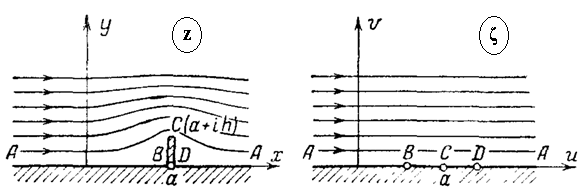 y z
C(a+ih)
A B D A x
a
v ζ
A B C D A u
a